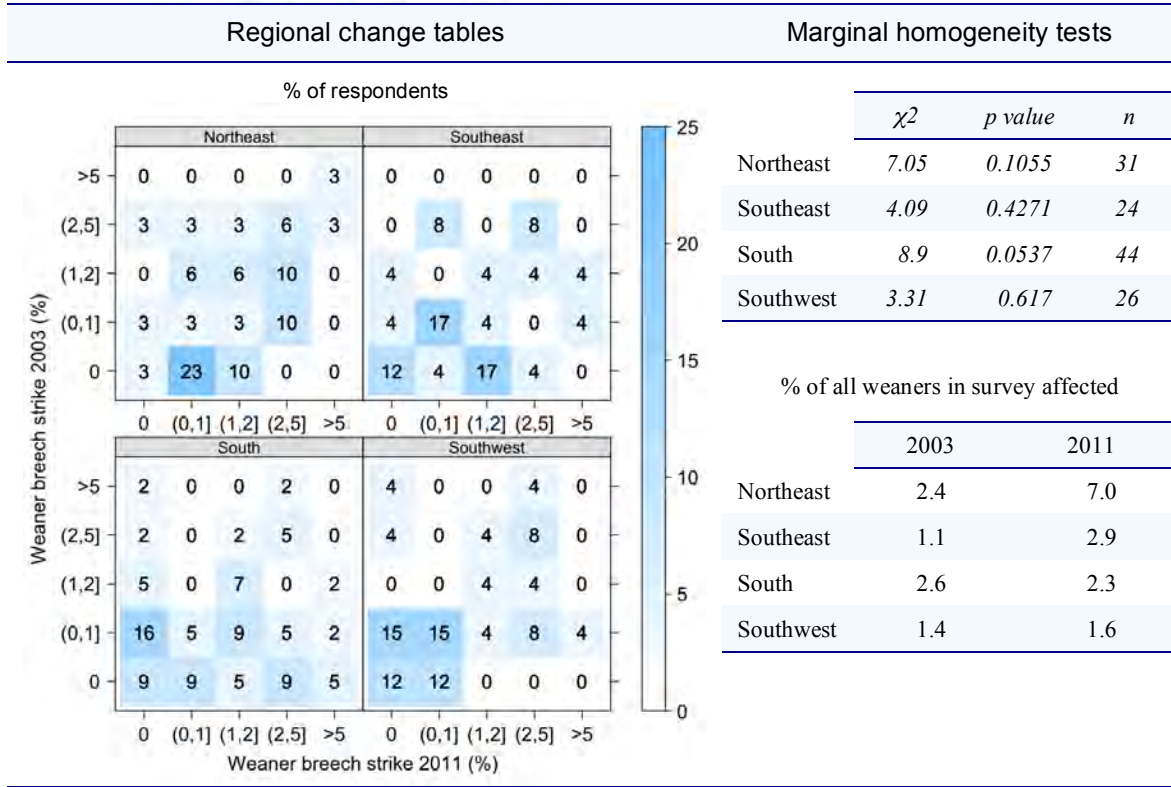 Regional change tables
Marginal homogeneity tests
% of respondents
Northeast
Southeast
>5 0 0 0 0 3 0 0 0 0 0
(2,5] 3 3 3 6 3 0 8 0 8 0
(1,2] 0 6 6 10 0 4 0 4 4 4
(0,1] 3 3 3 10 0 4 17 4 0 4
0 3 23 10 0 0 12 4 17 4 0
0 (0,1] (1,2] (2,5] >5 0 (0,1] (1,2] (2,5] >5
South
Southwest
>5 2 0 0 2 0 4 0 0 4 0
(2,5] 2 0 2 5 0 4 0 4 8 0
(1,2] 5 0 7 0 2 0 0 4 4 0
(0,1] 16 5 9 5 2 15 15 4 8 4
0 9 9 5 9 5 12 12 0 0 0
0 (0,1] (1,2] (2,5] >5 0 (0,1] (1,2] (2,5] >5
Weaner breech strike 2003 (%)
Weaner breech strike 2011 (%)
25
20
15
10
5
0
χ2 p value n
Northeast 7.05 0.1055 31
Southeast 4.09 0.4271 24
South 8.9 0.0537 44
Southwest 3.31 0.617 26
% of all weaners in survey affected
2003 2011
Northeast 2.4 7.0
Southeast 1.1 2.9
South 2.6 2.3
Southwest 1.4 1.6